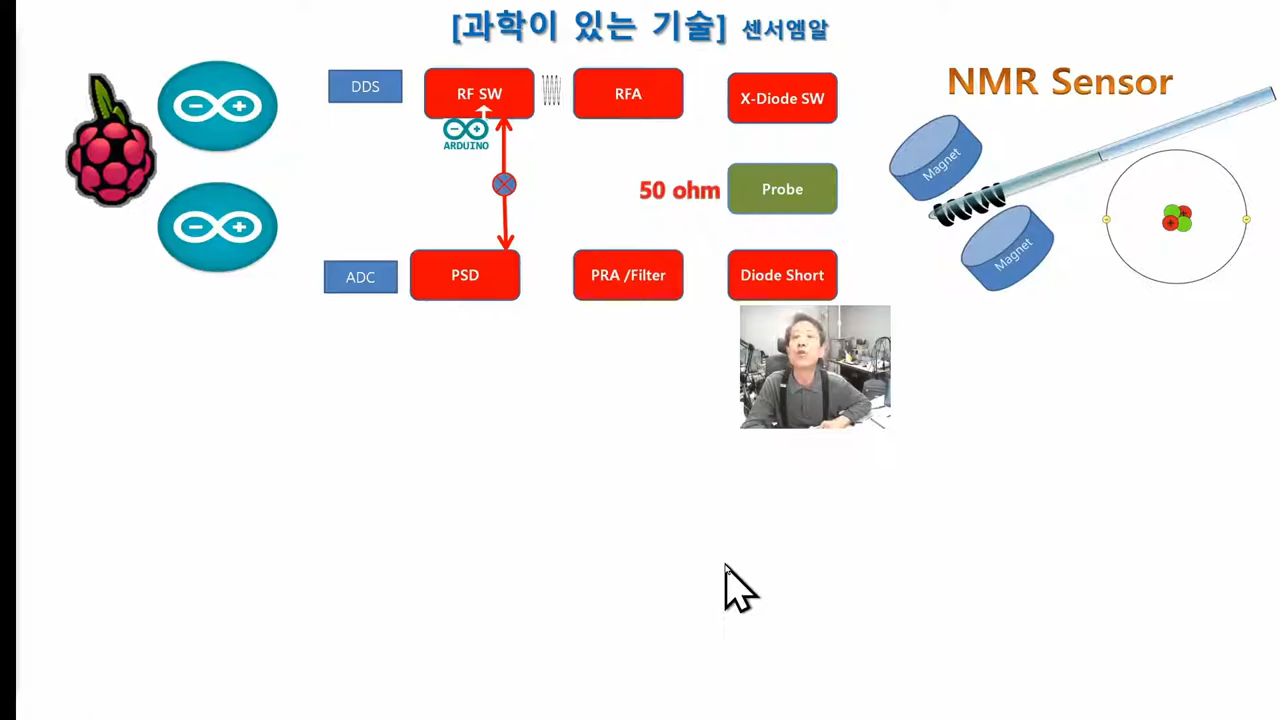 [과학이 있는 기술] 센서엠알
NMR Sensor
DDS
RF SW
RFA
X-Diode SW
ARDUINO
Magnet
50 ohm
Probe
Magnet
ADC
PSD
PRA /Filter
Diode Short